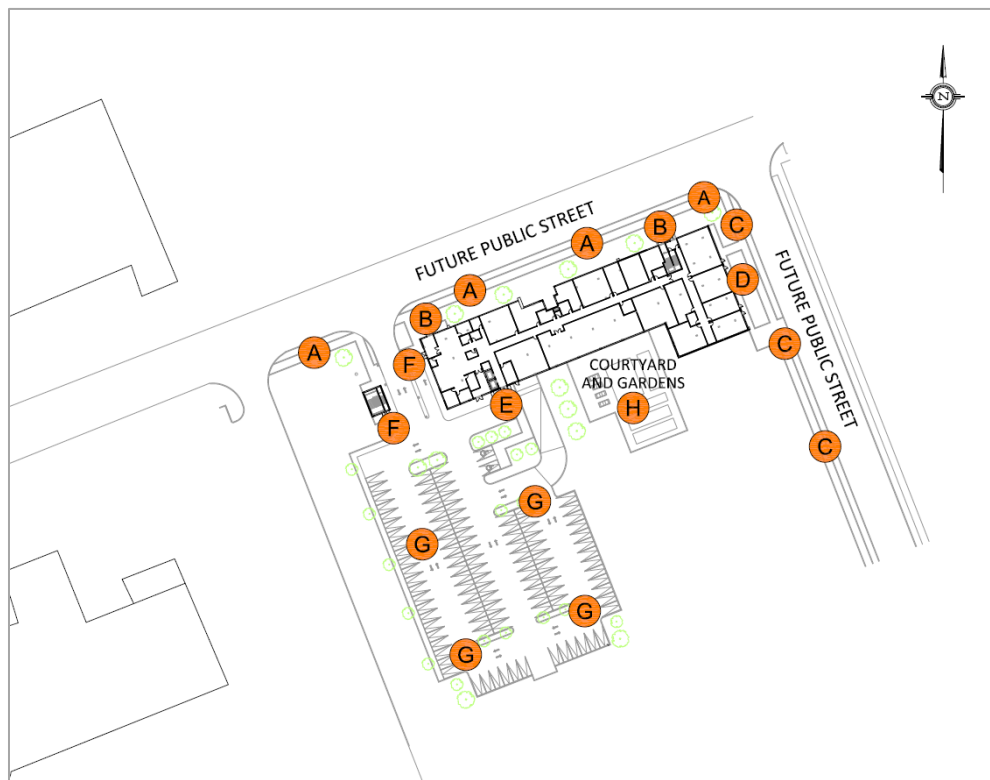 N
A
FUTURE PUBLIC STREET
B
C
A
D
FUTURE PUBLIC STREET
A
B
A
F
C
COURTYARD
AND GARDENS
E
H
F
C
G
G
G
G